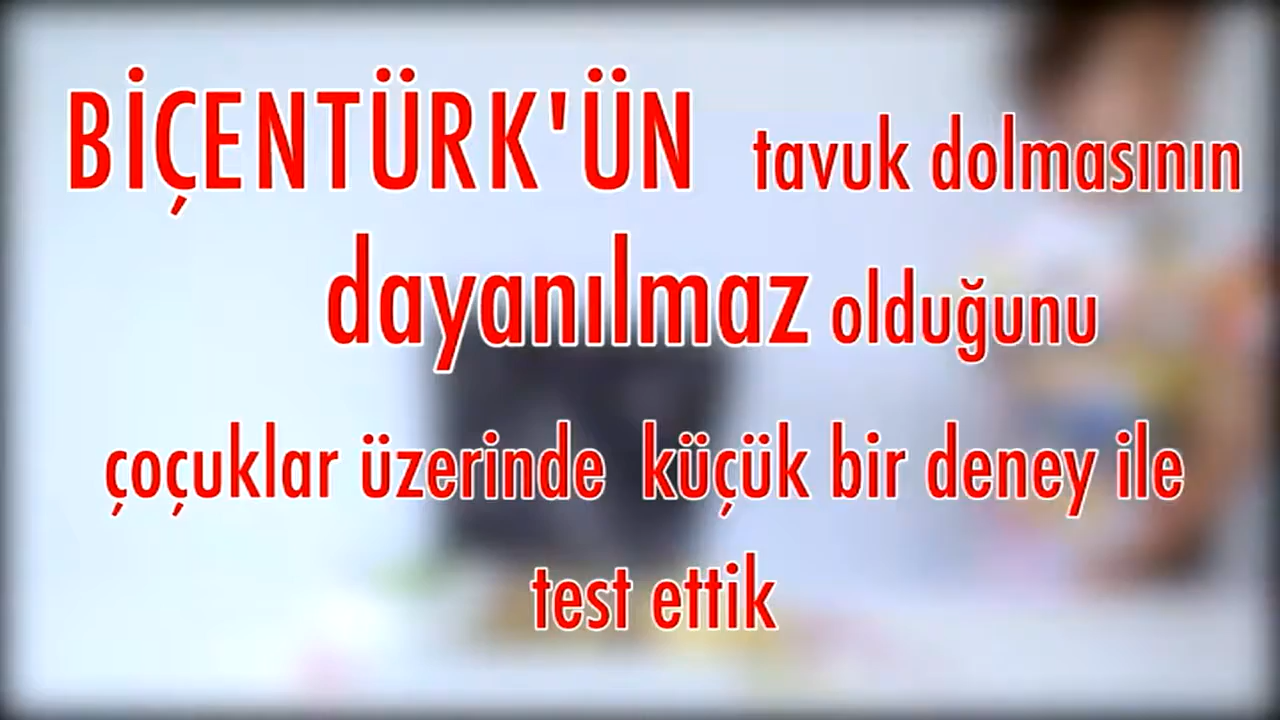 BİÇENTÜRK'ÜN tavuk dolmasının
dayanılmaz olduğunu
çoçuklar üzerinde küçük bir deney ile
test ettik